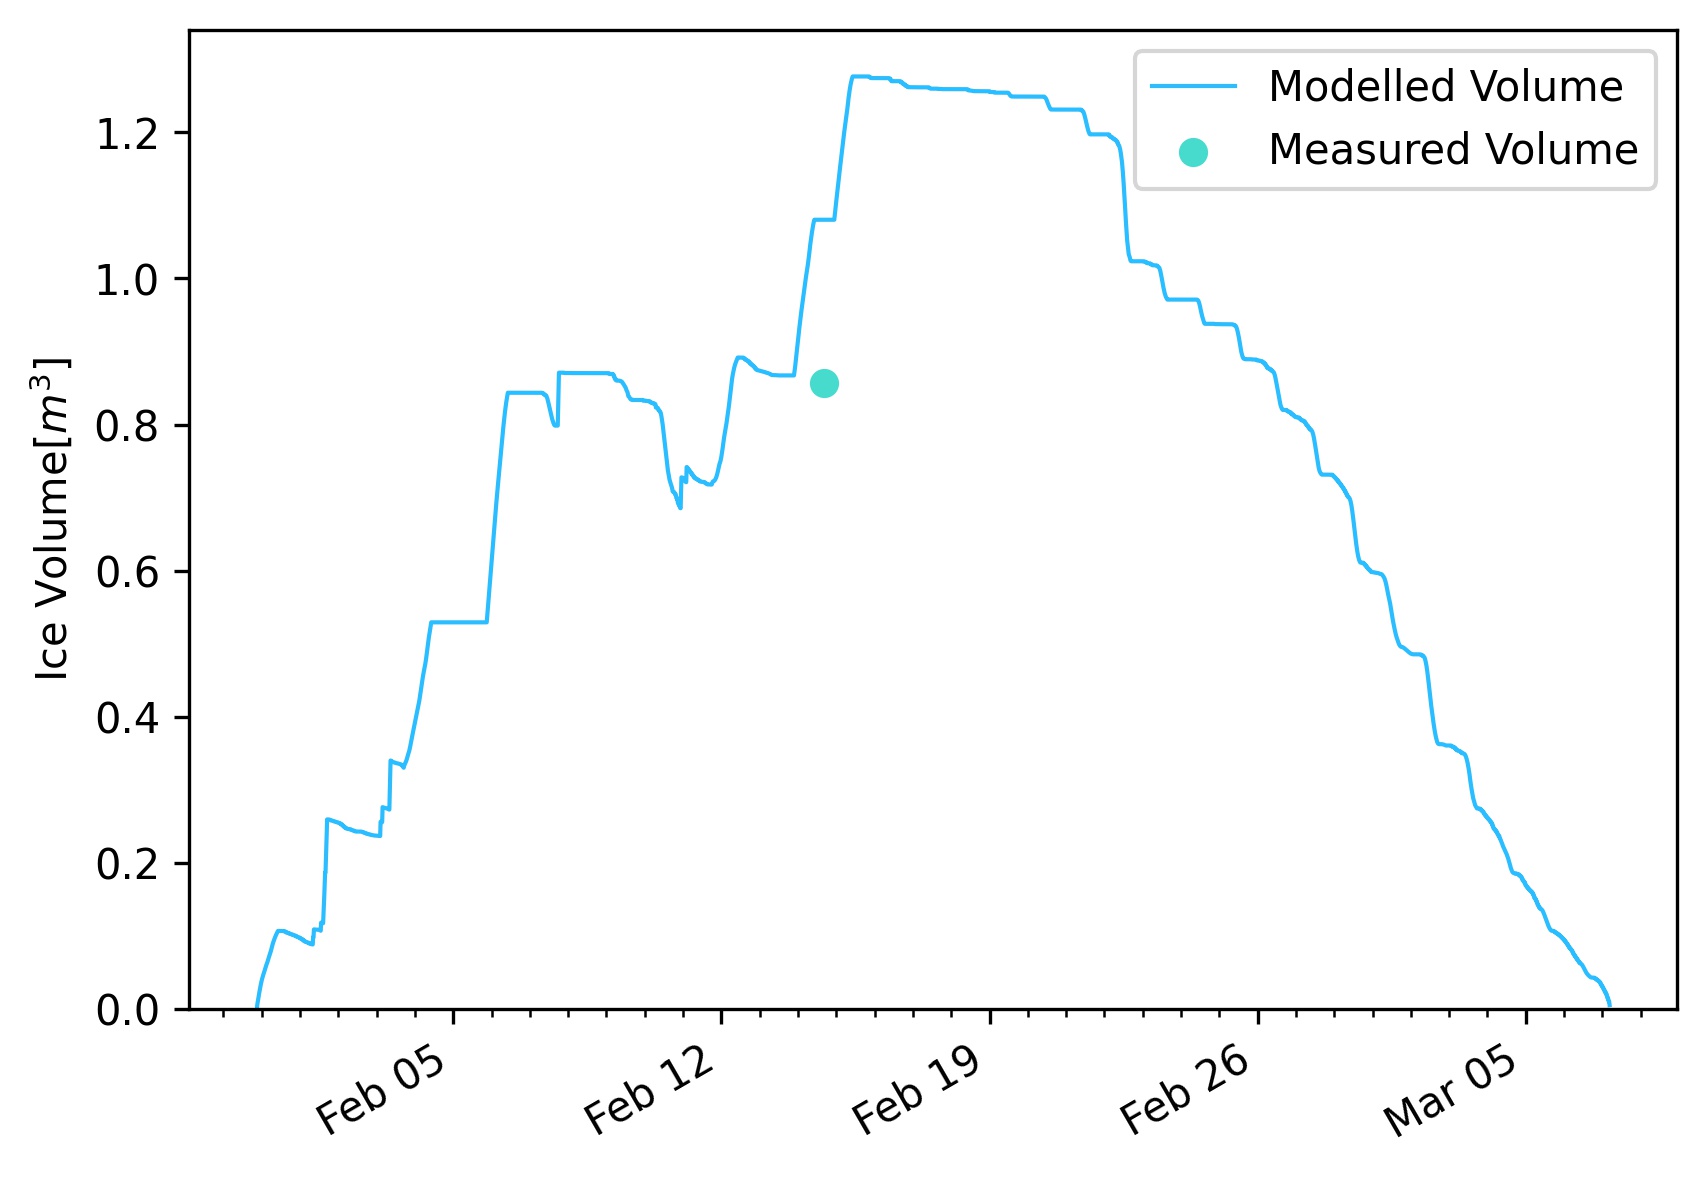 Modelled Volume
Measured Volume
Ice Volume[m³]
1.2
1.0
0.8
0.6
0.4
0.2
0.0
Feb 05
Feb 12
Feb 19
Feb 26
Mar 05